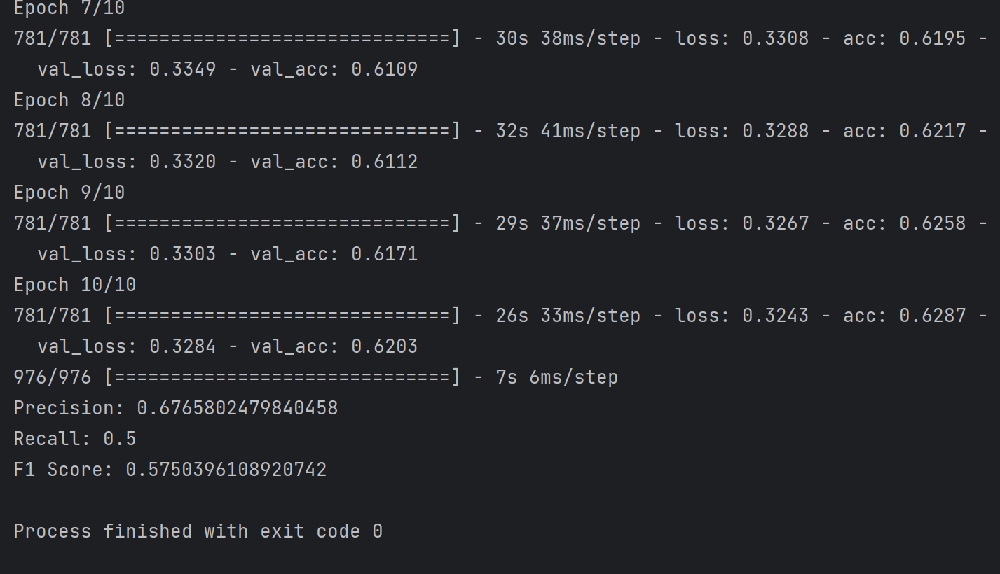 Epoch 7/10
781/781 [==============================] - 30s 38ms/step - loss: 0.3308 - acc: 0.6195 -
  val_loss: 0.3349 - val_acc: 0.6109
Epoch 8/10
781/781 [==============================] - 32s 41ms/step - loss: 0.3288 - acc: 0.6217 -
  val_loss: 0.3320 - val_acc: 0.6112
Epoch 9/10
781/781 [==============================] - 29s 37ms/step - loss: 0.3267 - acc: 0.6258 -
  val_loss: 0.3303 - val_acc: 0.6171
Epoch 10/10
781/781 [==============================] - 26s 33ms/step - loss: 0.3243 - acc: 0.6287 -
  val_loss: 0.3284 - val_acc: 0.6203
976/976 [==============================] - 7s 6ms/step
Precision: 0.6765802479840458
Recall: 0.5
F1 Score: 0.5750396108920742
Process finished with exit code 0